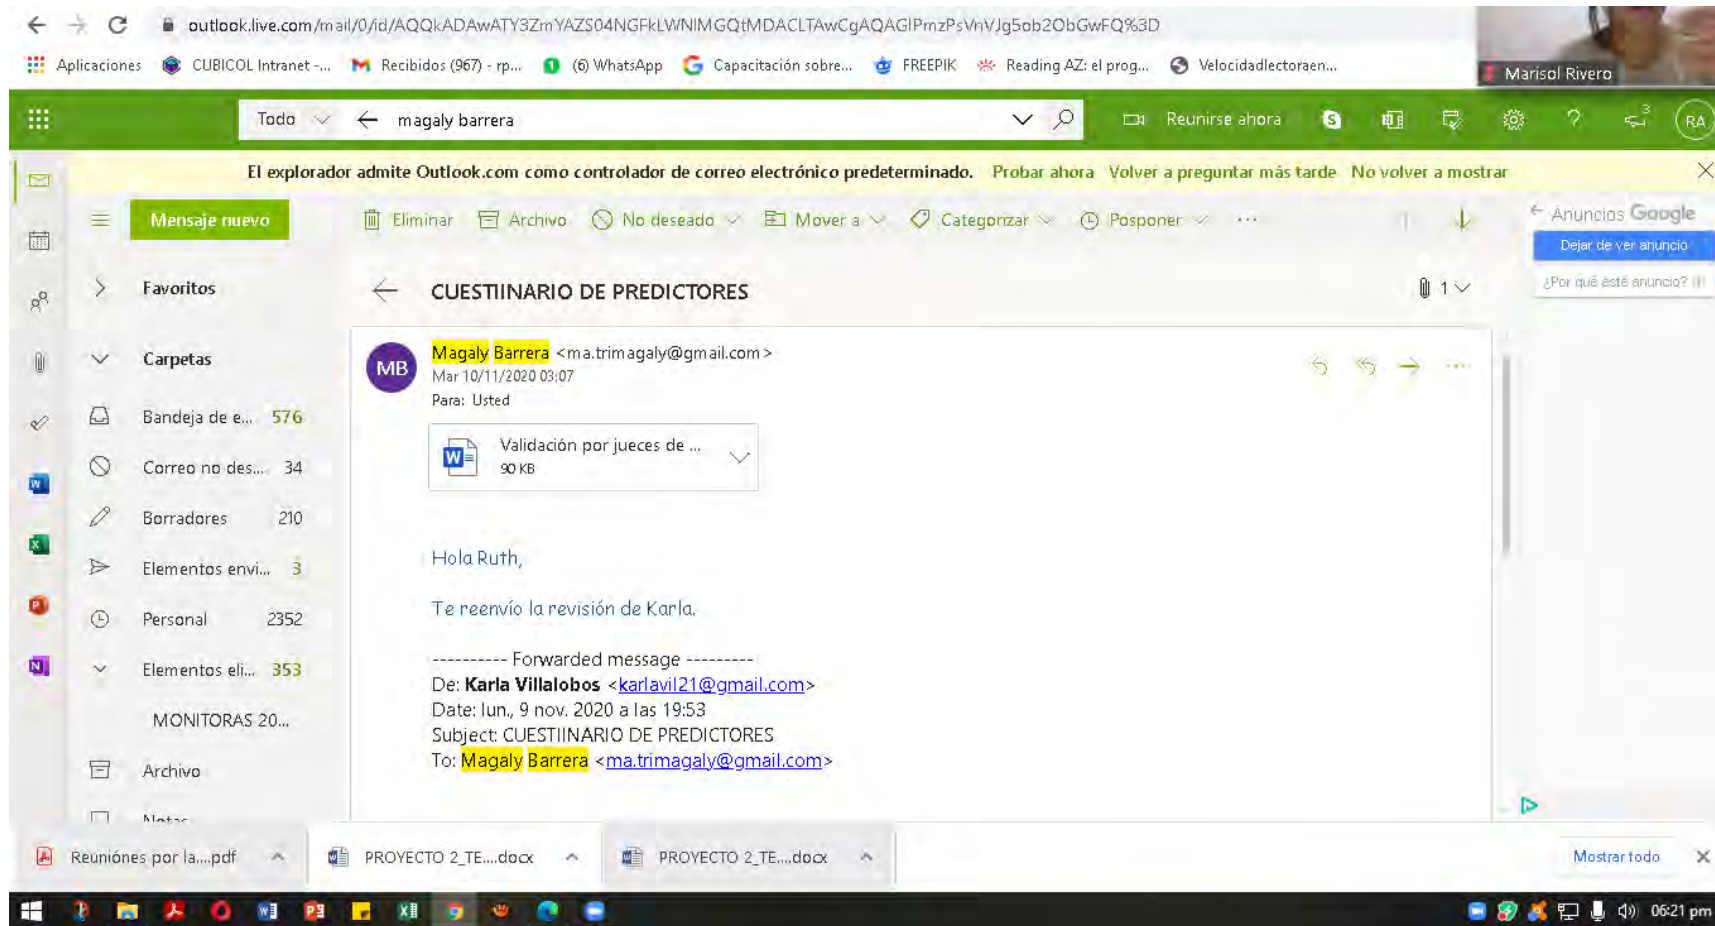 outlook.live.com/mail/0/id/AQQkADAwATY3ZmYAZS04NGFkLWNlMGQtMDACLTAwCgAQAGlPmzPsVnVJg5ob2ObGwFQ%3D
Aplicaciones CUBICOL Intranet -... Recibidos (967) - rp... (6) WhatsApp Capacitación sobre... FREEPIK Reading AZ: el prog... Velocidadlectoraen...
Marisol Rivero
Todo magaly barrera Reunirse ahora 3 RA
El explorador admite Outlook.com como controlador de correo electrónico predeterminado. Probar ahora Volver a preguntar más tarde No volver a mostrar
Mensaje nuevo Eliminar Archivo No deseado Mover a Categorizar Posponer ...
Anuncios Google
Dejar de ver anuncio
¿Por qué este anuncio?
Favoritos
CUESTIINARIO DE PREDICTORES 1
Carpetas
MB
Magaly Barrera <ma.trimagaly@gmail.com>
Mar 10/11/2020 03:07
Para: Usted
Bandeja de e... 576
Validación por jueces de ...
90 KB
Correo no des... 34
Borradores 210
Hola Ruth,
Elementos envi... 3
Te reenvío la revisión de Karla.
Personal 2352
Elementos eli... 353
---------- Forwarded message ---------
De: Karla Villalobos <karlavil21@gmail.com>
Date: lun., 9 nov. 2020 a las 19:53
MONITORAS 20...
Subject: CUESTIINARIO DE PREDICTORES
To: Magaly Barrera <ma.trimagaly@gmail.com>
Archivo
Notas
Reuniónes por la....pdf PROYECTO 2_TE....docx PROYECTO 2_TE....docx Mostrar todo
06:21 pm